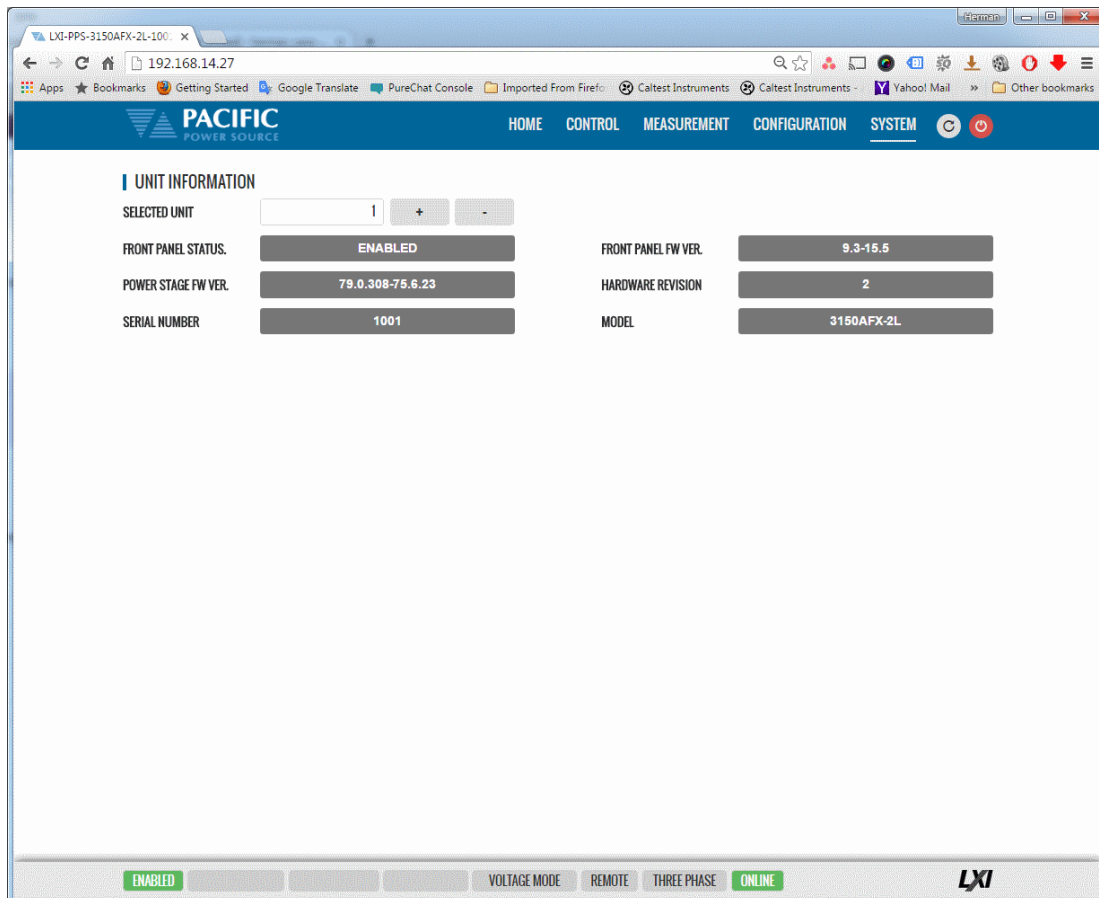 Herman
LXI-PPS-3150AFX-2L-100
192.168.14.27
Apps Bookmarks Getting Started Google Translate PureChat Console Imported From Firefo Caltest Instruments Caltest Instruments - Yahoo! Mail » Other bookmarks
PACIFIC
POWER SOURCE
HOME CONTROL MEASUREMENT CONFIGURATION SYSTEM
UNIT INFORMATION
SELECTED UNIT 1 + -
FRONT PANEL STATUS. ENABLED FRONT PANEL FW VER. 9.3-15.5
POWER STAGE FW VER. 79.0.308-75.6.23 HARDWARE REVISION 2
SERIAL NUMBER 1001 MODEL 3150AFX-2L
ENABLED VOLTAGE MODE REMOTE THREE PHASE ONLINE LXI